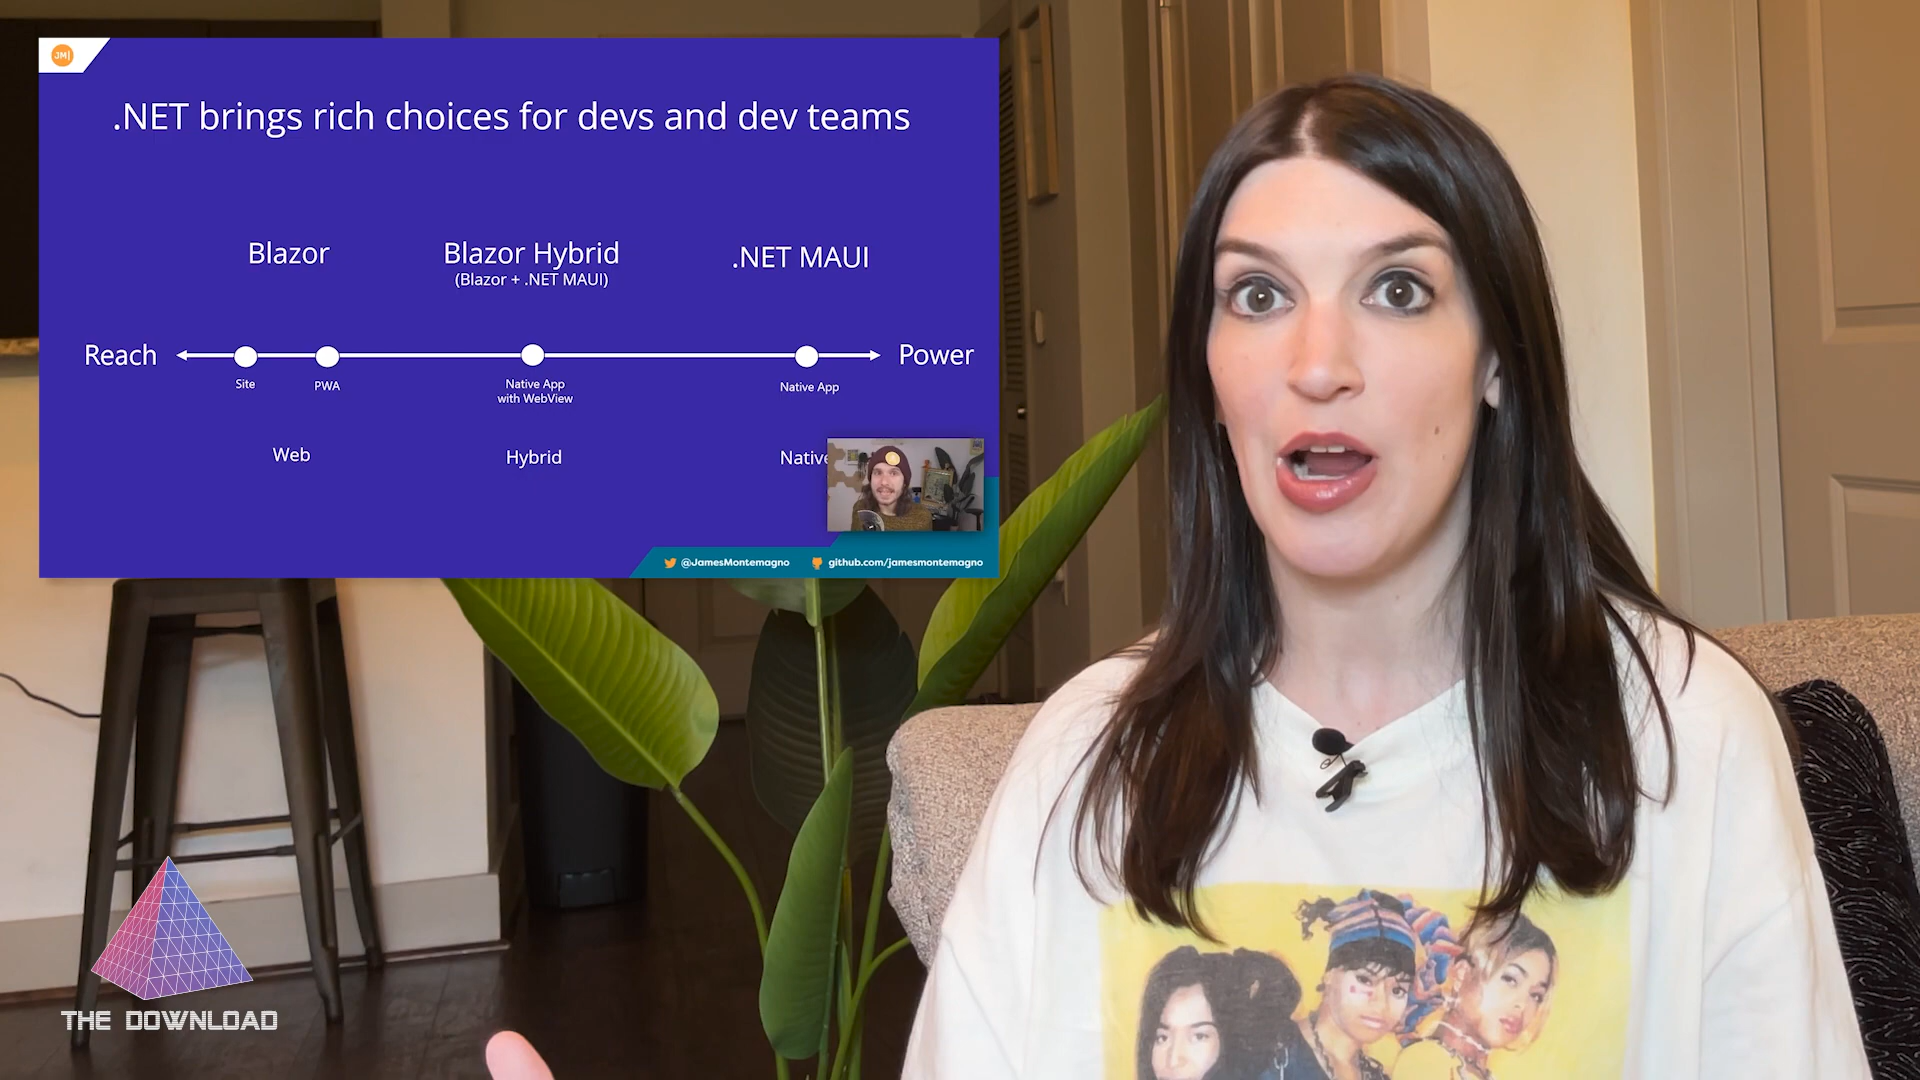 JM
.NET brings rich choices for devs and dev teams
Blazor
Blazor Hybrid
(Blazor + .NET MAUI)
.NET MAUI
Reach
Power
Site
PWA
Native App
with WebView
Native App
Web
Hybrid
Native
@JamesMontemagno
github.com/jamesmontemagno
THE DOWNLOAD